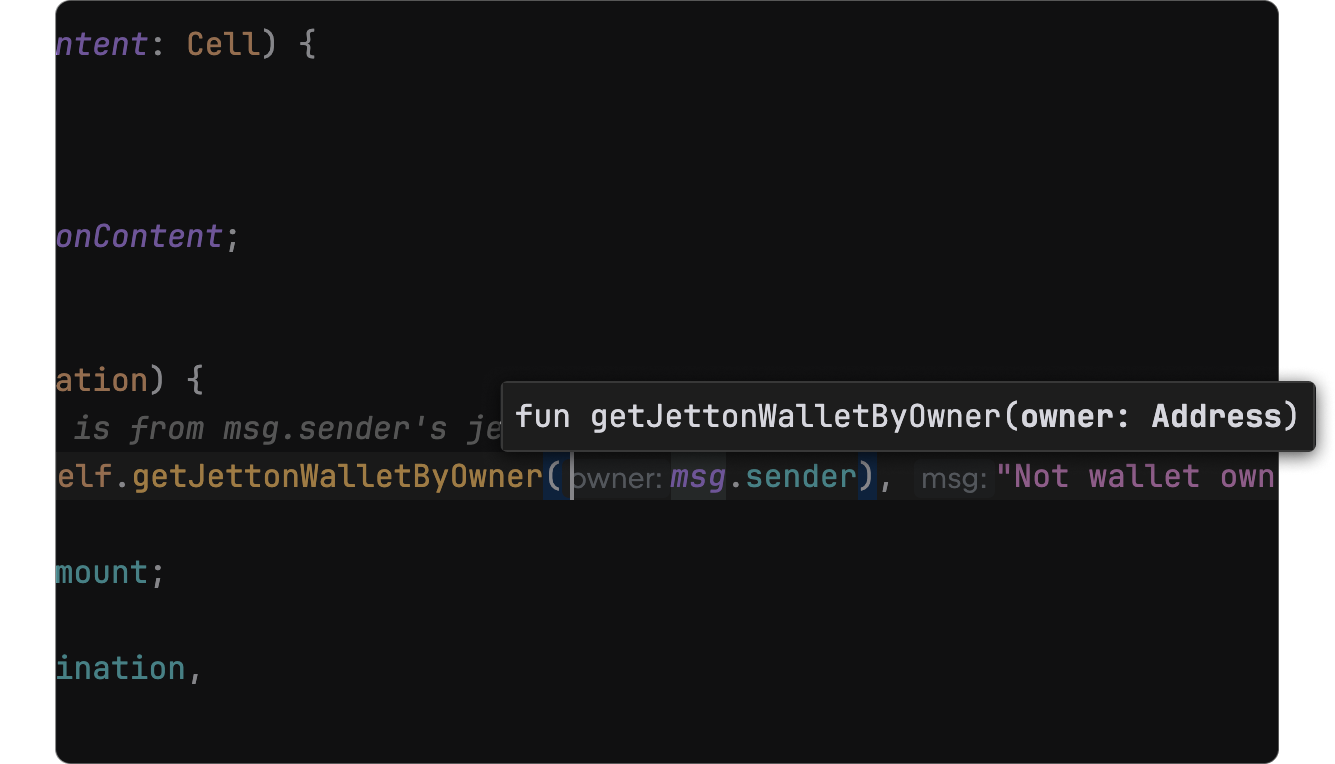 ntent: Cell) {
onContent;
ation) {
is from msg.sender's je
fun getJettonWalletByOwner(owner: Address)
elf.getJettonWalletByOwner(owner: msg.sender), msg: "Not wallet own
mount;
ination,